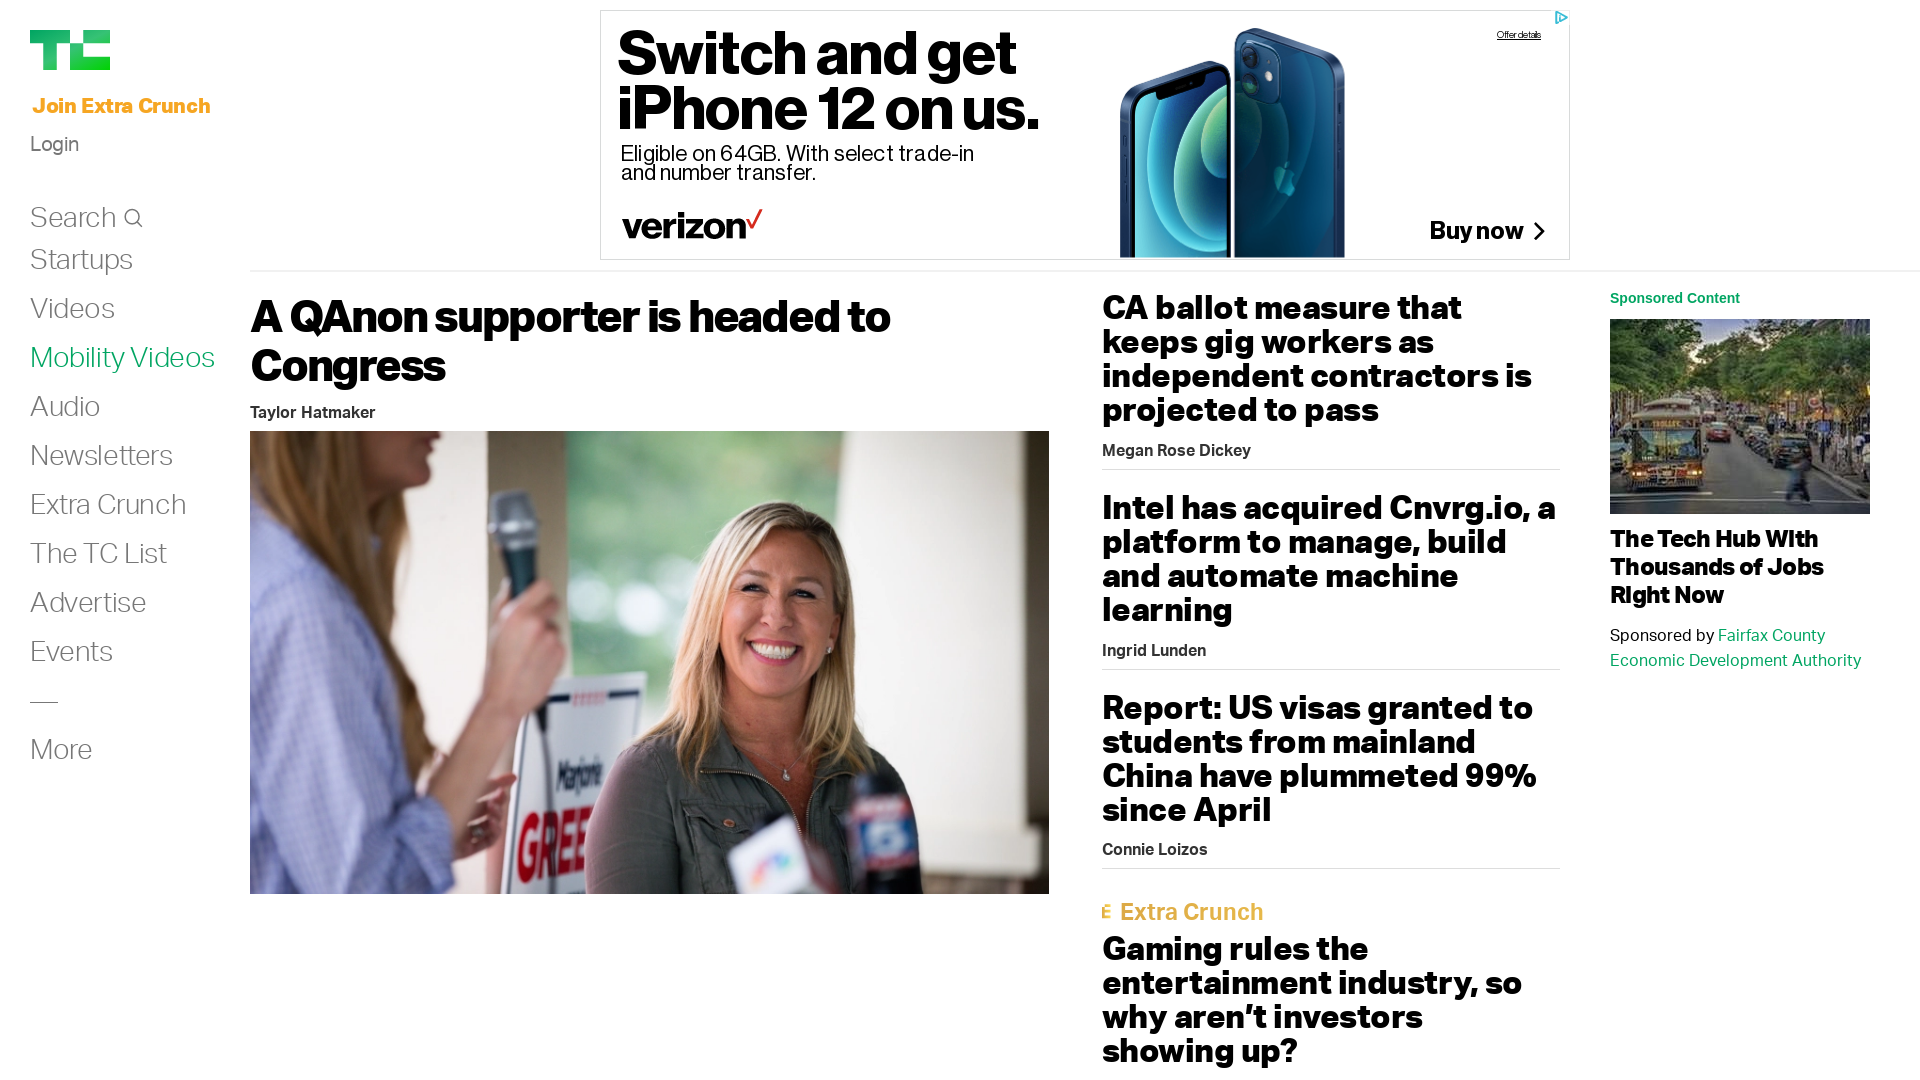 TC
Join Extra Crunch
Login
Search
Startups
Videos
Mobility Videos
Audio
Newsletters
Extra Crunch
The TC List
Advertise
Events
—
More
Switch and get
iPhone 12 on us.
Eligible on 64GB. With select trade-in
and number transfer.
verizon
Offer details
Buy now
A QAnon supporter is headed to
Congress
Taylor Hatmaker
Marjorie
GREE
5
CA ballot measure that
keeps gig workers as
independent contractors is
projected to pass
Megan Rose Dickey
Intel has acquired Cnvrg.io, a
platform to manage, build
and automate machine
learning
Ingrid Lunden
Report: US visas granted to
students from mainland
China have plummeted 99%
since April
Connie Loizos
Extra Crunch
Gaming rules the
entertainment industry, so
why aren’t investors
showing up?
Sponsored Content
TROLLEY
The Tech Hub WIth
Thousands of Jobs
RIght Now
Sponsored by Fairfax County
Economic Development Authority